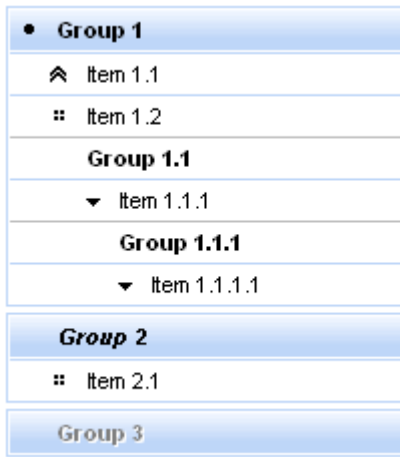 Group 1
Item 1.1
Item 1.2
Group 1.1
Item 1.1.1
Group 1.1.1
Item 1.1.1.1
Group 2
Item 2.1
Group 3